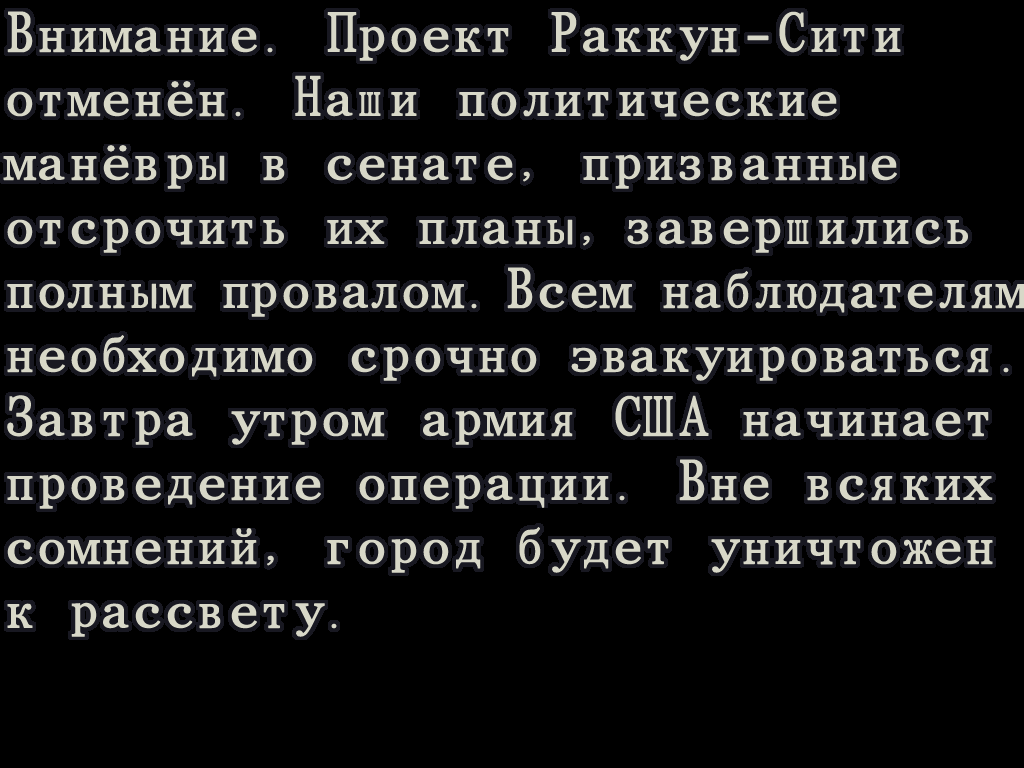 Внимание. Проект Раккун-Сити
отменён. Наши политические
манёвры в сенате, призванные
отсрочить их планы, завершились
полным провалом. Всем наблюдателям
необходимо срочно эвакуироваться.
Завтра утром армия США начинает
проведение операции. Вне всяких
сомнений, город будет уничтожен
к рассвету.